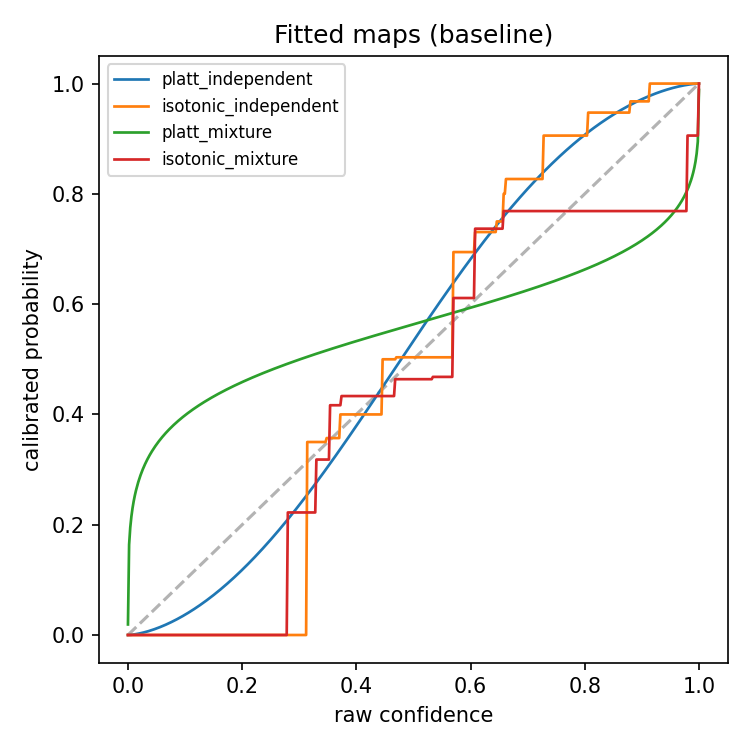 Fitted maps (baseline)
platt_independent
isotonic_independent
platt_mixture
isotonic_mixture
calibrated probability
1.0
0.8
0.6
0.4
0.2
0.0
0.0 0.2 0.4 0.6 0.8 1.0
raw confidence